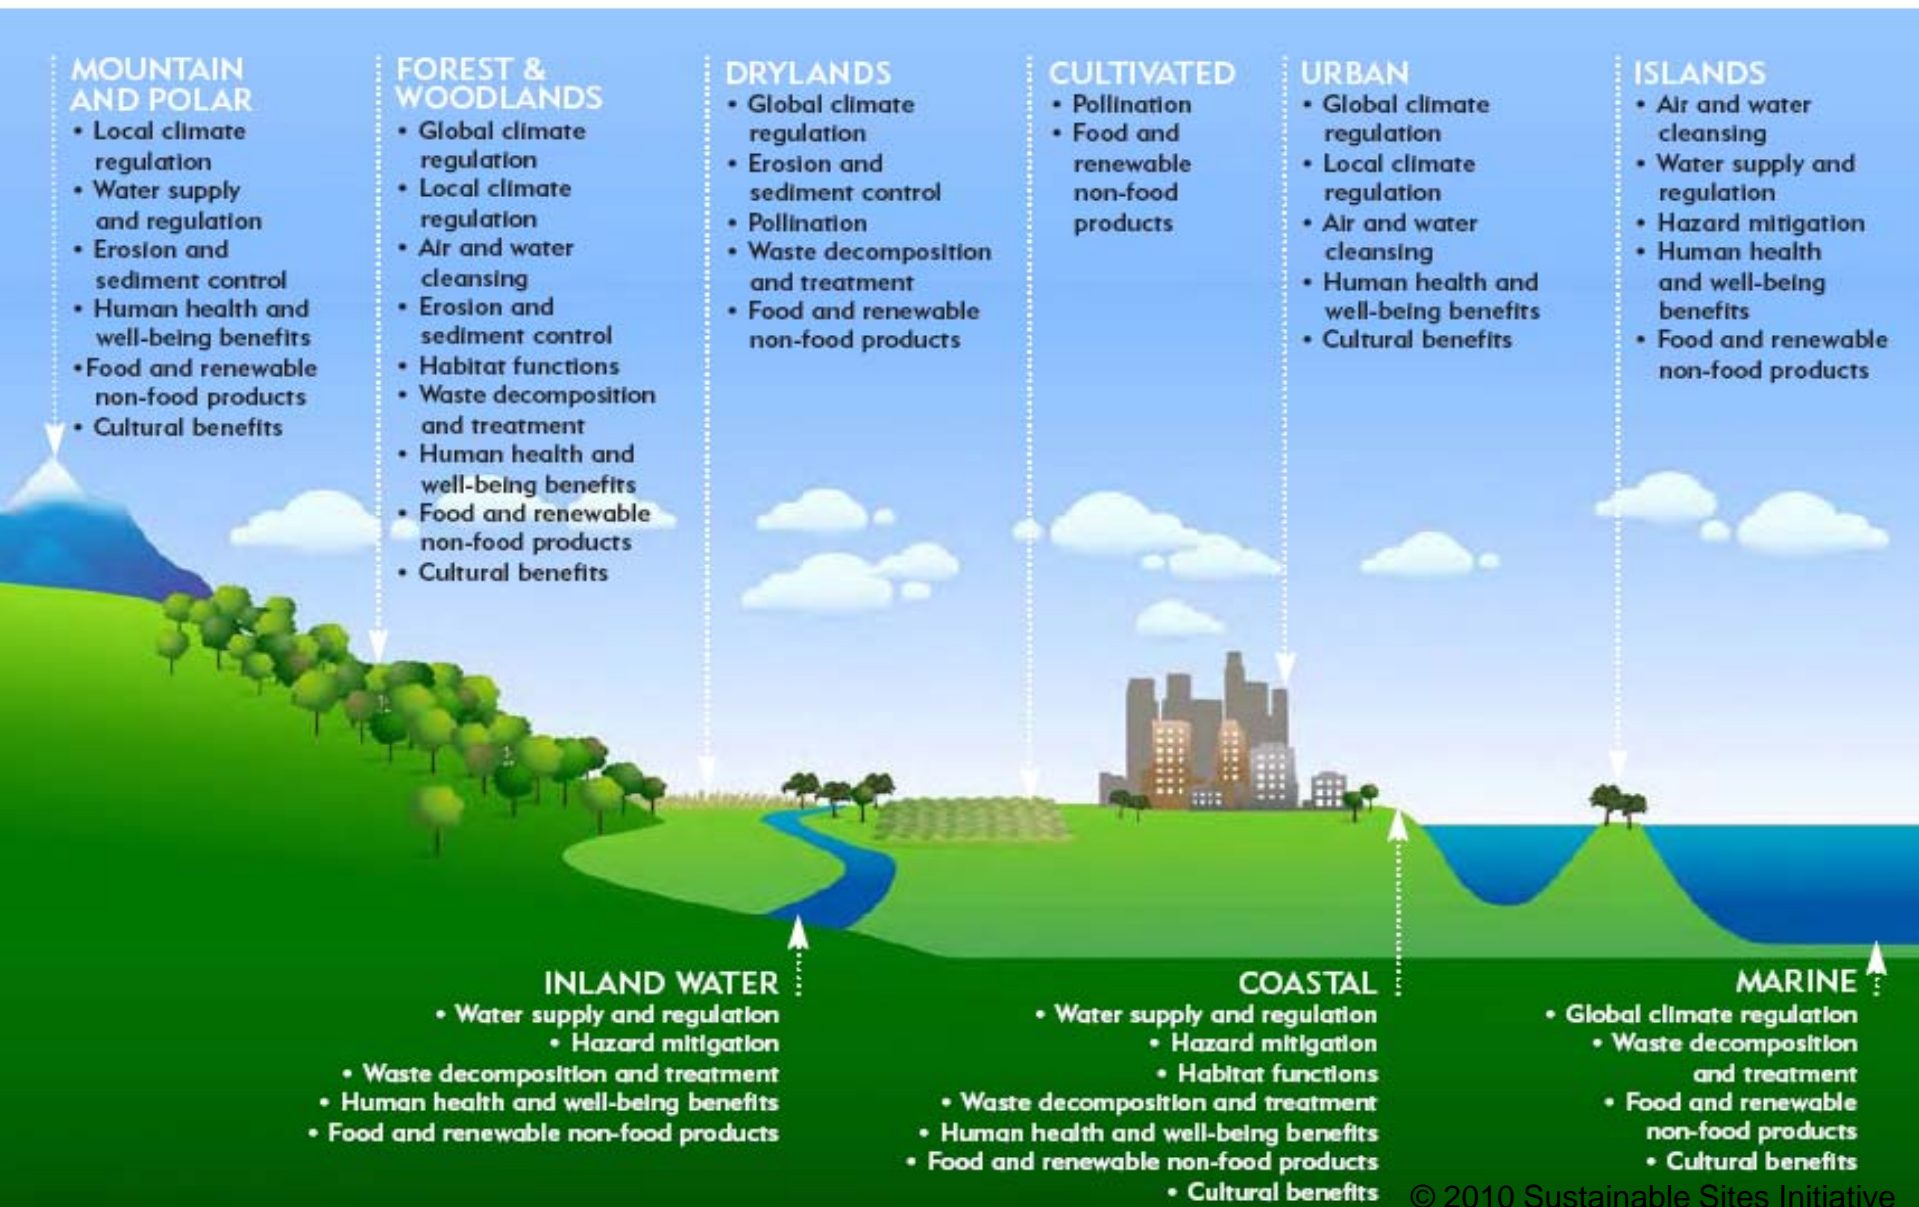 MOUNTAIN
AND POLAR
• Local climate
regulation
• Water supply
and regulation
• Erosion and
sediment control
• Human health and
well-being benefits
• Food and renewable
non-food products
• Cultural benefits
FOREST &
WOODLANDS
• Global climate
regulation
• Local climate
regulation
• Air and water
cleansing
• Erosion and
sediment control
• Habitat functions
• Waste decomposition
and treatment
• Human health and
well-being benefits
• Food and renewable
non-food products
• Cultural benefits
DRYLANDS
• Global climate
regulation
• Erosion and
sediment control
• Pollination
• Waste decomposition
and treatment
• Food and renewable
non-food products
CULTIVATED
• Pollination
• Food and
renewable
non-food
products
URBAN
• Global climate
regulation
• Local climate
regulation
• Air and water
cleansing
• Human health and
well-being benefits
• Cultural benefits
ISLANDS
• Air and water
cleansing
• Water supply and
regulation
• Hazard mitigation
• Human health
and well-being
benefits
• Food and renewable
non-food products
INLAND WATER
• Water supply and regulation
• Hazard mitigation
• Waste decomposition and treatment
• Human health and well-being benefits
• Food and renewable non-food products
COASTAL
• Water supply and regulation
• Hazard mitigation
• Habitat functions
• Waste decomposition and treatment
• Human health and well-being benefits
• Food and renewable non-food products
• Cultural benefits
MARINE
• Global climate regulation
• Waste decomposition
and treatment
• Food and renewable
non-food products
• Cultural benefits
© 2010 Sustainable Sites Initiative